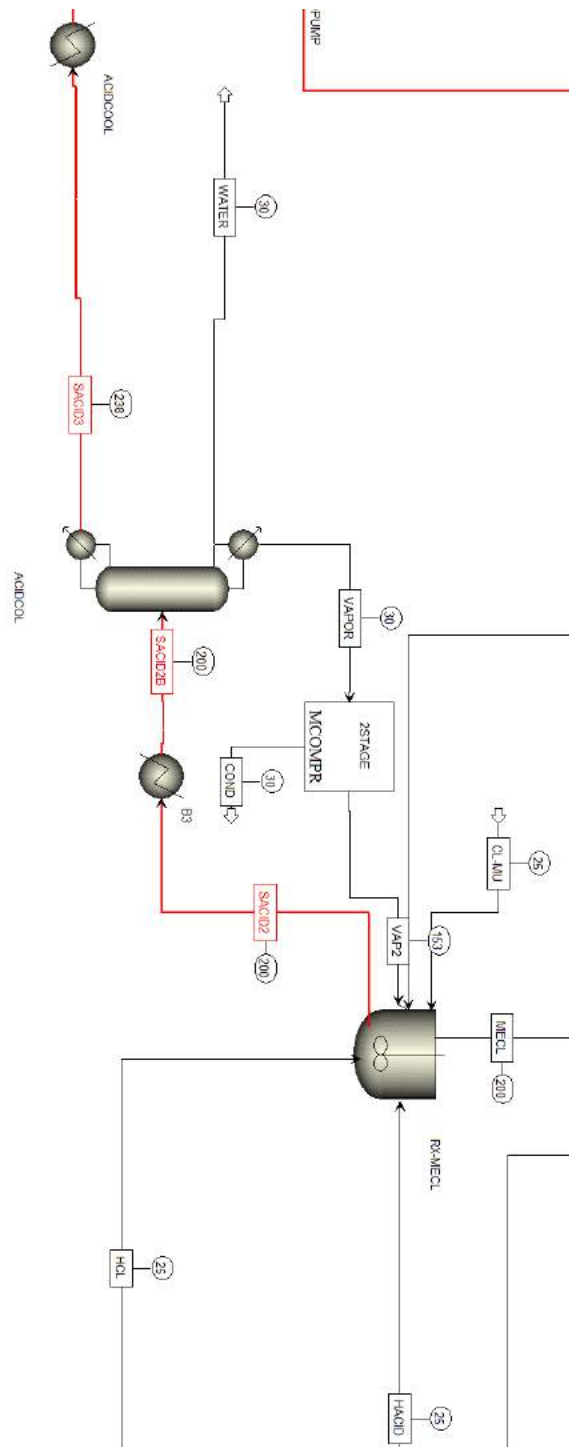 PUMP
ACIDCOOL
WATER
30
SACID3
238
ACIDCOL
VAPOR
30
SACID2B
200
2STAGE
MCOMPR
COND
30
B3
CL-MU
25
SACID2
200
VAP2
153
MECL
200
RX-MECL
HCL
25
HACID
25